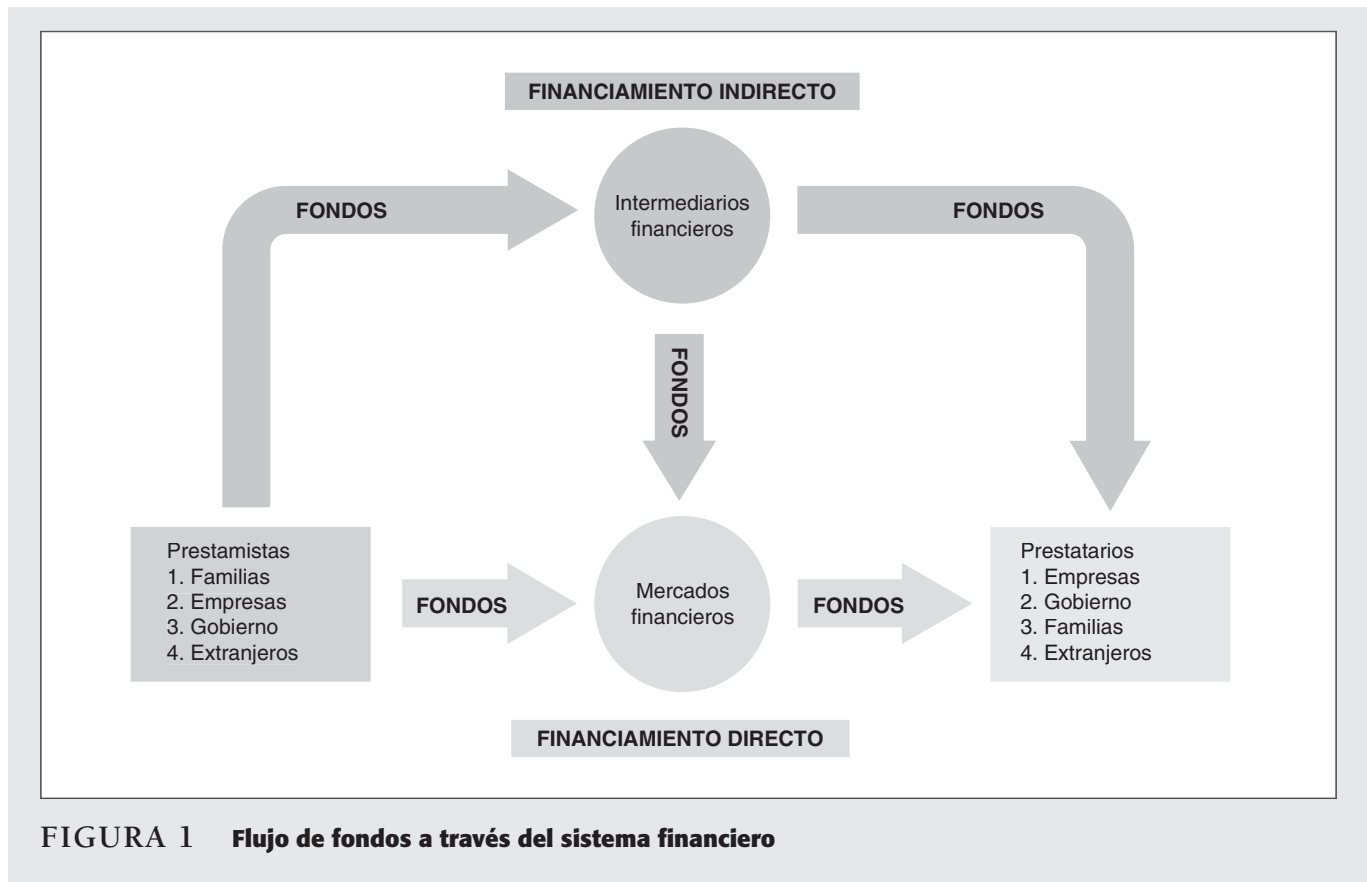 FINANCIAMIENTO INDIRECTO
FONDOS
Intermediarios
financieros
FONDOS
FONDOS
Prestamistas
1. Familias
2. Empresas
3. Gobierno
4. Extranjeros
FONDOS
Mercados
financieros
FONDOS
Prestatarios
1. Empresas
2. Gobierno
3. Familias
4. Extranjeros
FINANCIAMIENTO DIRECTO
FIGURA 1 Flujo de fondos a través del sistema financiero